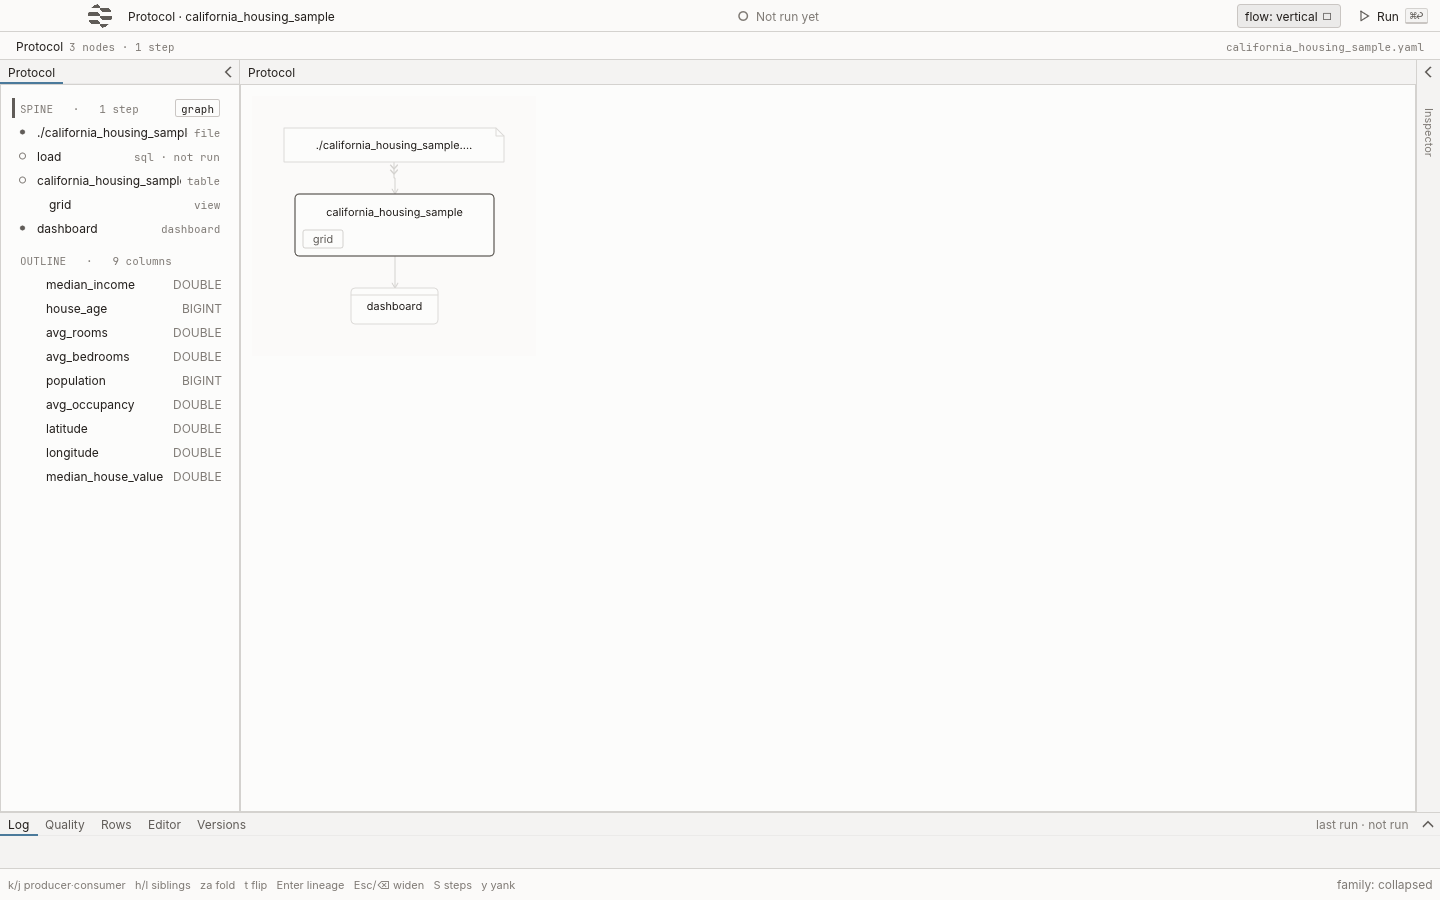 Protocol · california_housing_sample
Not run yet
flow: vertical
Run
Protocol 3 nodes · 1 step
california_housing_sample.yaml
Protocol
Protocol
SPINE · 1 step graph
./california_housing_sampl file
load sql · not run
california_housing_sampl table
grid view
dashboard dashboard
OUTLINE · 9 columns
median_income DOUBLE
house_age BIGINT
avg_rooms DOUBLE
avg_bedrooms DOUBLE
population BIGINT
avg_occupancy DOUBLE
latitude DOUBLE
longitude DOUBLE
median_house_value DOUBLE
./california_housing_sample....
california_housing_sample
grid
dashboard
Inspector
Log Quality Rows Editor Versions
last run · not run
k/j producer·consumer h/l siblings za fold t flip Enter lineage Esc/⌫ widen S steps y yank
family: collapsed